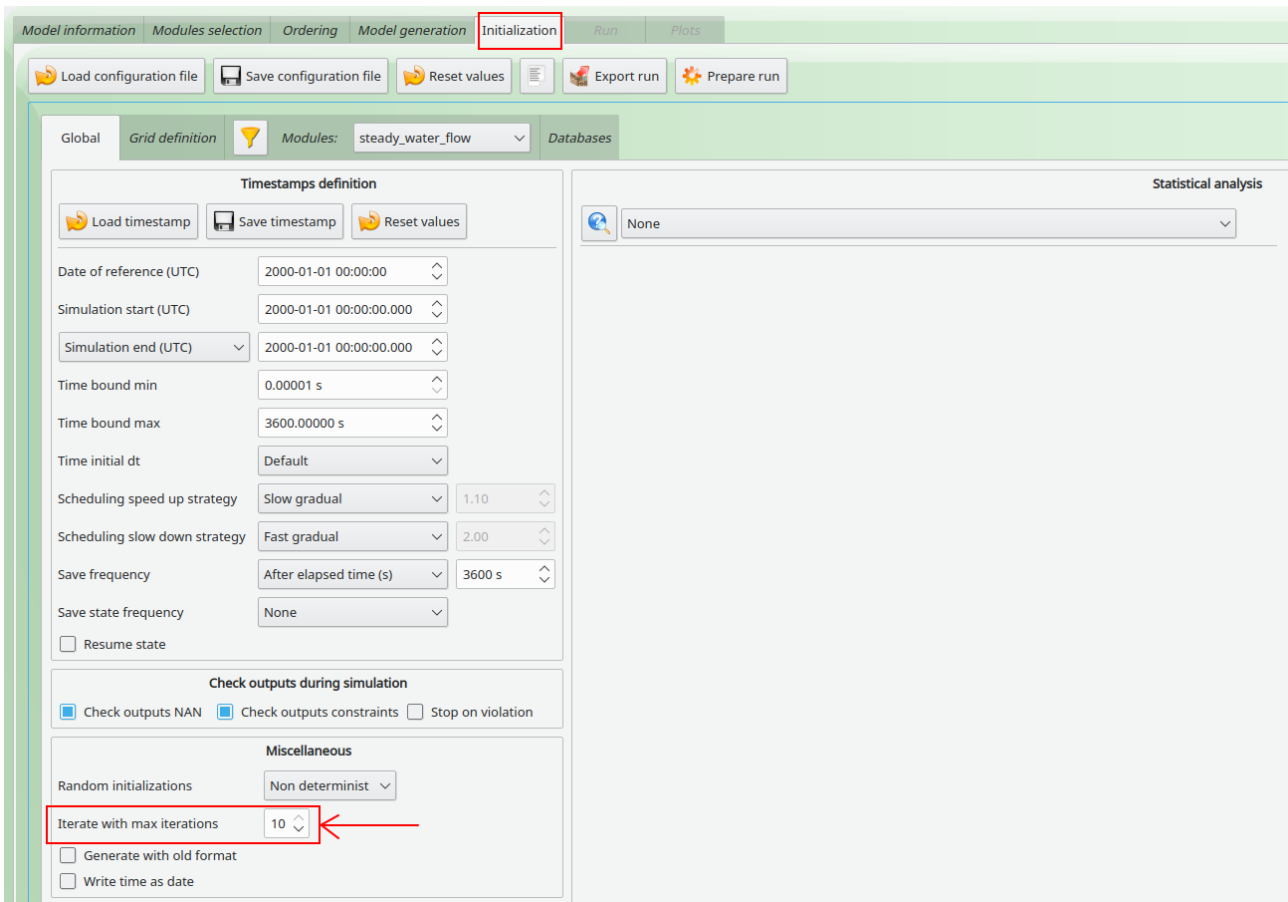 Model information Modules selection Ordering Model generation Initialization Run Plots
Load configuration file Save configuration file Reset values Export run Prepare run
Global Grid definition Modules: steady_water_flow Databases
Timestamps definition
Load timestamp Save timestamp Reset values
Date of reference (UTC) 2000-01-01 00:00:00
Simulation start (UTC) 2000-01-01 00:00:00.000
Simulation end (UTC) 2000-01-01 00:00:00.000
Time bound min 0.00001 s
Time bound max 3600.00000 s
Time initial dt Default
Scheduling speed up strategy Slow gradual 1.10
Scheduling slow down strategy Fast gradual 2.00
Save frequency After elapsed time (s) 3600 s
Save state frequency None
Resume state
Check outputs during simulation
Check outputs NAN Check outputs constraints Stop on violation
Miscellaneous
Random initializations Non determinist
Iterate with max iterations 10
Generate with old format
Write time as date
Statistical analysis
None